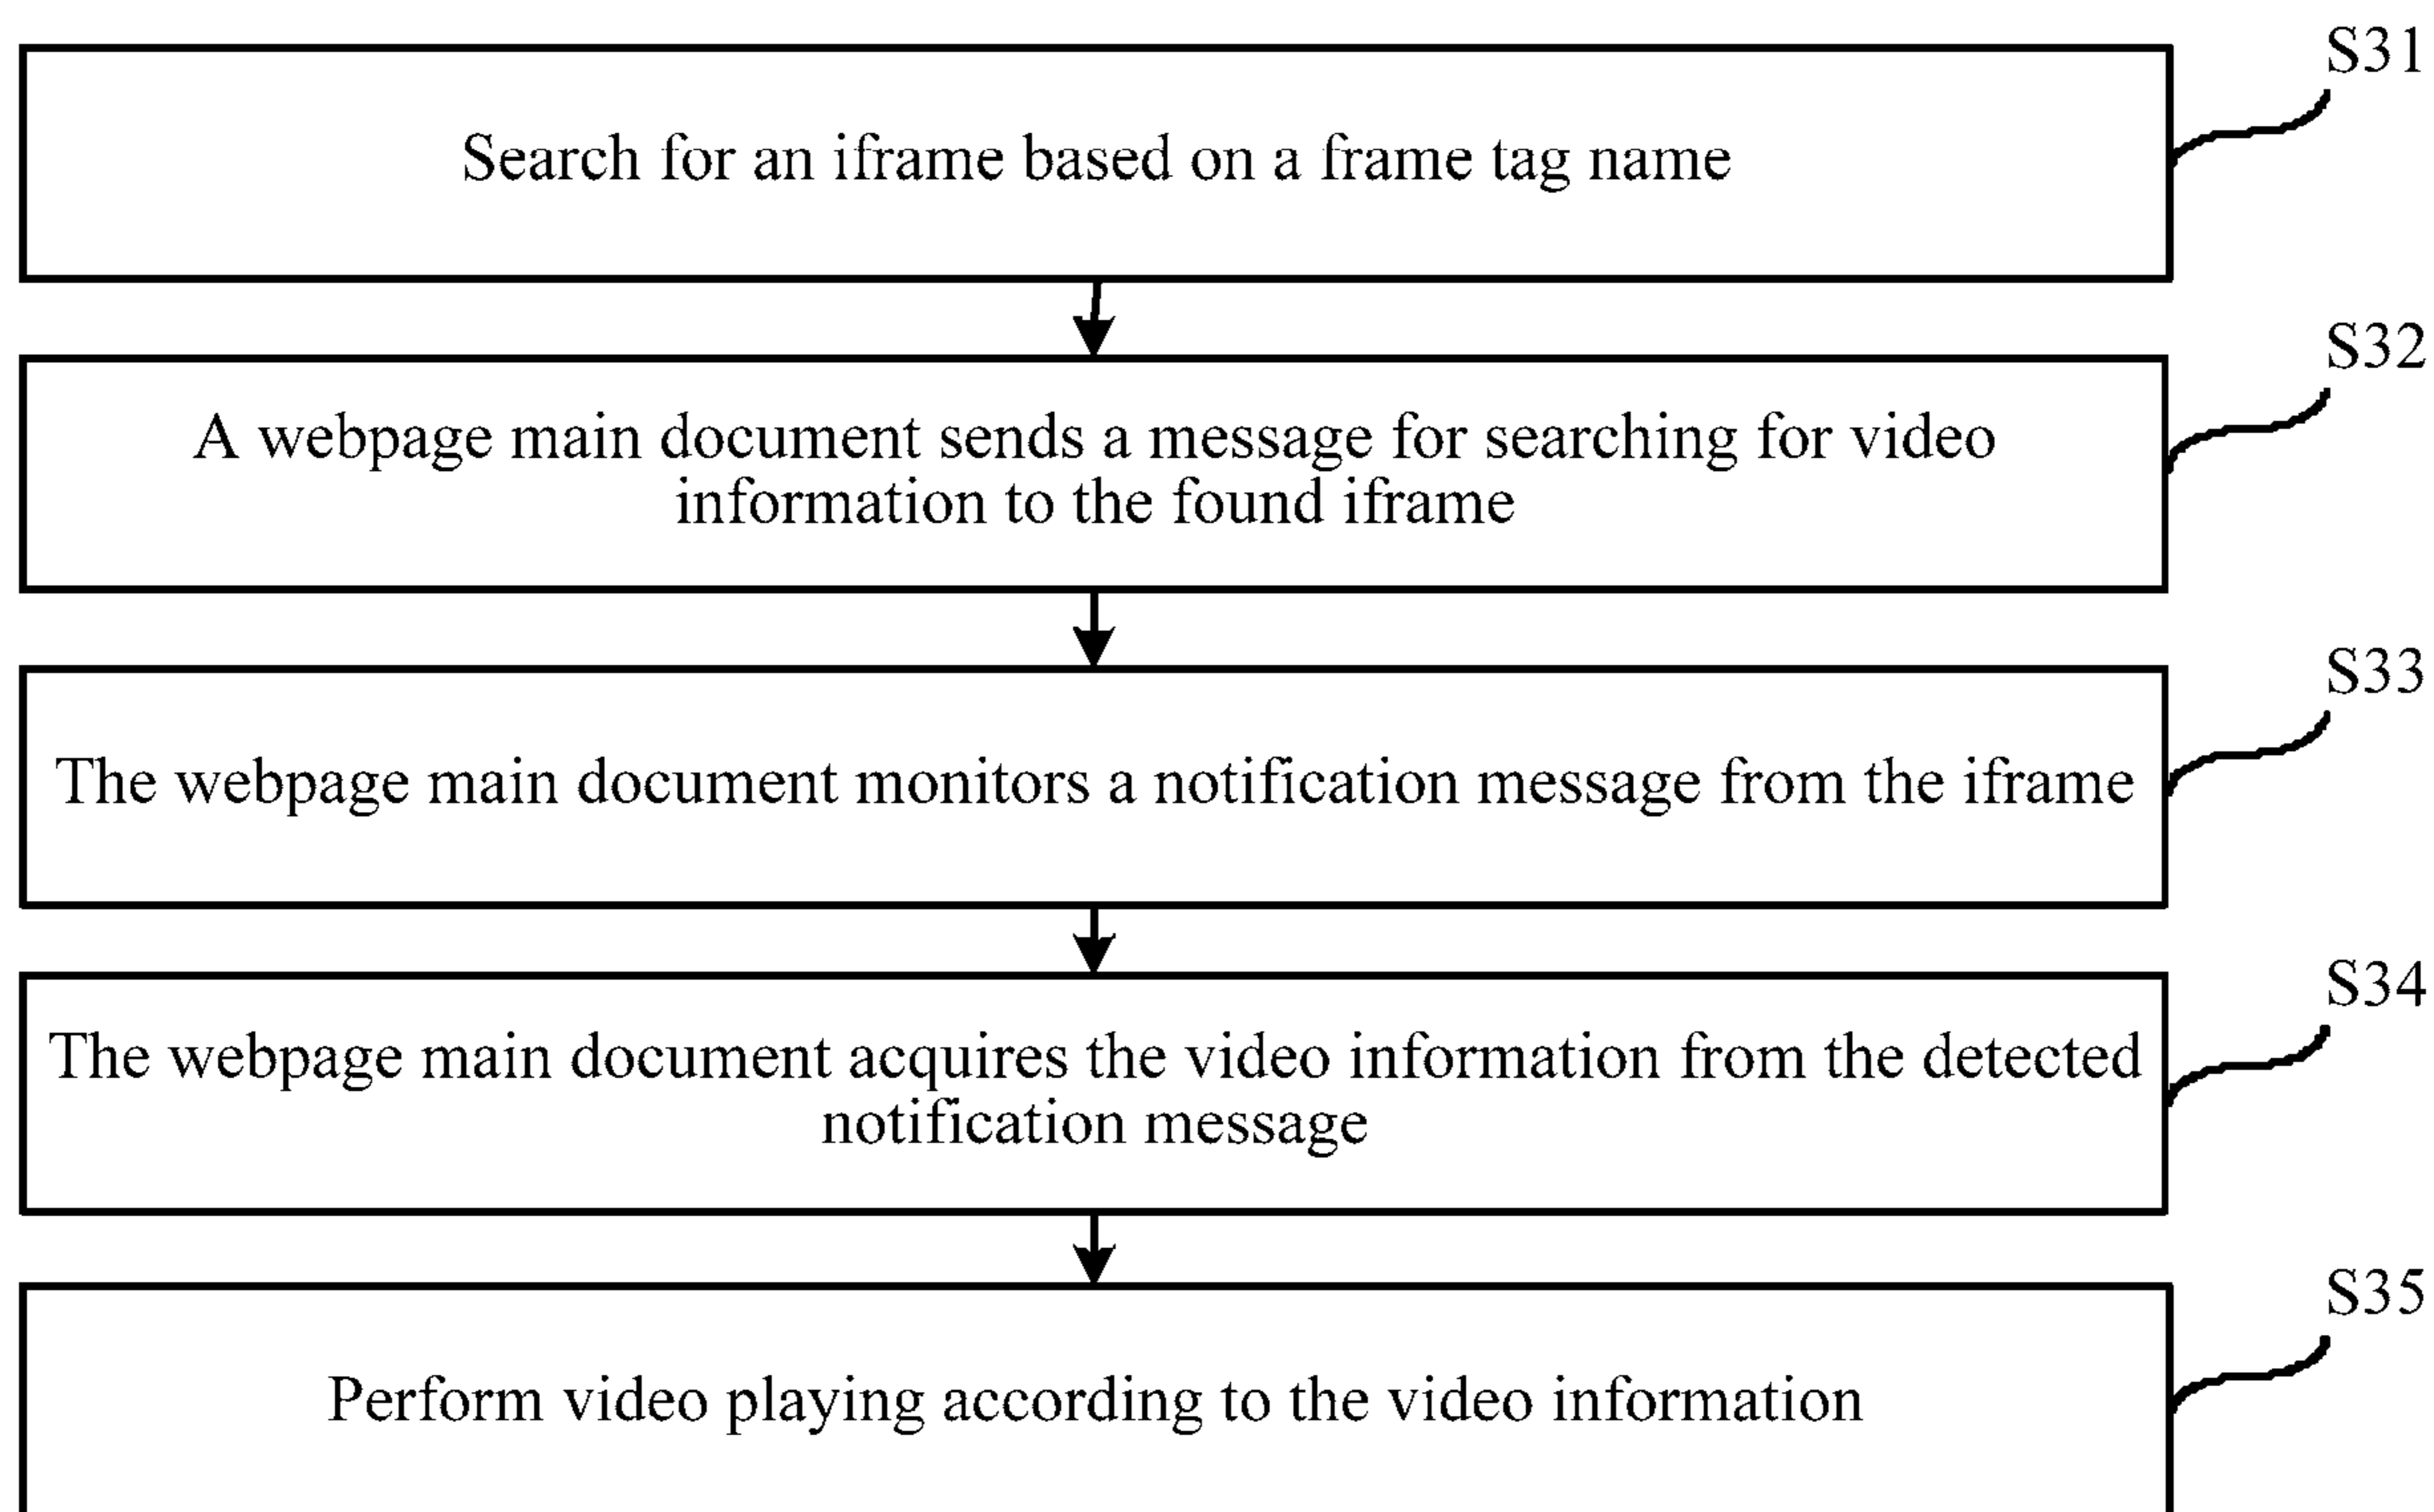 S31
Search for an iframe based on a frame tag name
S32
A webpage main document sends a message for searching for video
information to the found iframe
S33
The webpage main document monitors a notification message from the iframe
S34
The webpage main document acquires the video information from the detected
notification message
S35
Perform video playing according to the video information